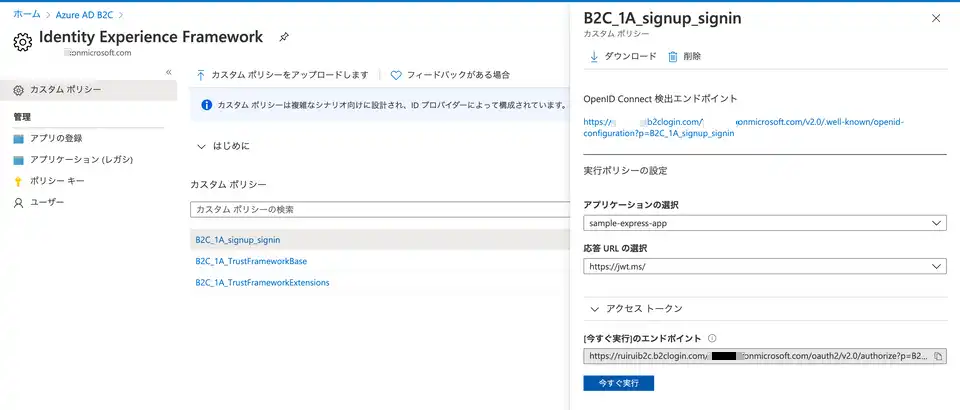 ホーム > Azure AD B2C >
Identity Experience Framework
onmicrosoft.com
«
カスタム ポリシー
管理
アプリの登録
アプリケーション (レガシ)
ポリシー キー
ユーザー
カスタム ポリシーをアップロードします
フィードバックがある場合
カスタム ポリシーは複雑なシナリオ向けに設計され、ID プロバイダーによって構成されています。
はじめに
カスタム ポリシー
カスタム ポリシーの検索
B2C_1A_signup_signin
B2C_1A_TrustFrameworkBase
B2C_1A_TrustFrameworkExtensions
B2C_1A_signup_signin
カスタム ポリシー
ダウンロード
削除
OpenID Connect 検出エンドポイント
https:// b2clogin.com/ onmicrosoft.com/v2.0/.well-known/openid-
configuration?p=B2C_1A_signup_signin
実行ポリシーの設定
アプリケーションの選択
sample-express-app
応答 URL の選択
https://jwt.ms/
アクセス トークン
[今すぐ実行]のエンドポイント
https://ruiruib2c.b2clogin.com/ onmicrosoft.com/oauth2/v2.0/authorize?p=B2...
今すぐ実行